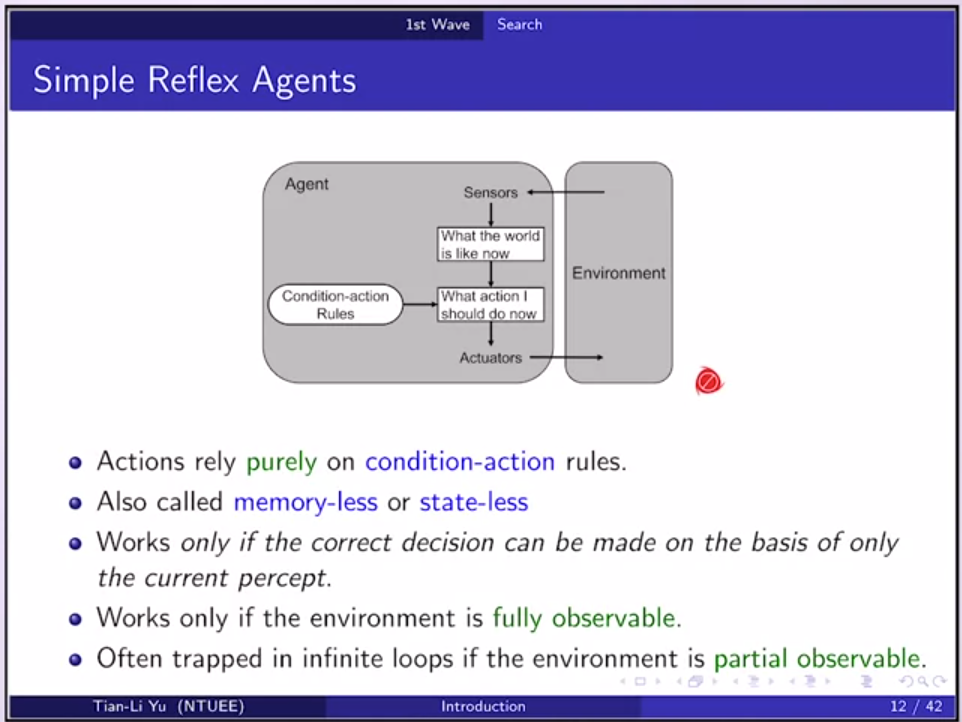 1st Wave Search
Simple Reflex Agents
Agent
Sensors
What the world
is like now
Environment
Condition-action
Rules
What action I
should do now
Actuators
Actions rely purely on condition-action rules.
Also called memory-less or state-less
Works only if the correct decision can be made on the basis of only
the current percept.
Works only if the environment is fully observable.
Often trapped in infinite loops if the environment is partial observable.
Tian-Li Yu (NTUEE) Introduction 12 / 42